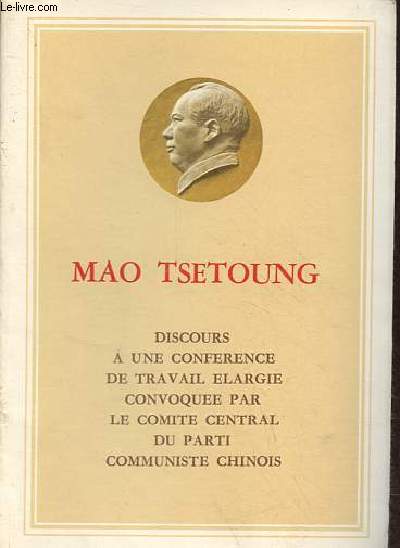 Le-livre.com
MAO TSETOUNG
DISCOURS
A UNE CONFERENCE
DE TRAVAIL ELARGIE
CONVOQUEE PAR
LE COMITE CENTRAL
DU PARTI
COMMUNISTE CHINOIS